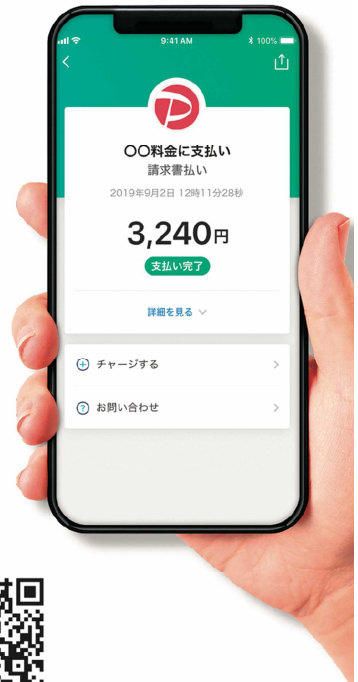 9:41 AM
100%
〇〇料金に支払い
請求書払い
2019年9月2日 12時11分28秒
3,240円
支払い完了
詳細を見る
チャージする
お問い合わせ